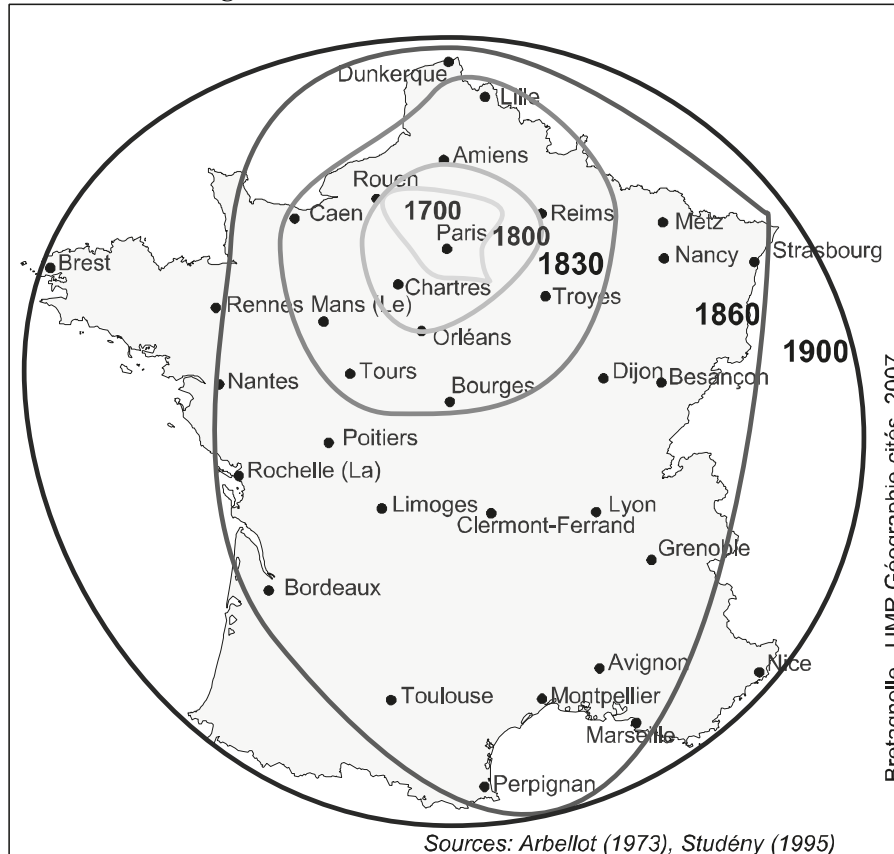 Dunkerque
Lille
Amiens
Rouen
1700
Caen
Reims
Metz
Paris
1800
1830
Nancy
Strasbourg
Brest
Chartres
Troyes
Rennes
Mans (Le)
1860
Orléans
1900
Tours
Dijon
Besançon
Nantes
Bourges
Poitiers
Rochelle (La)
Limoges
Clermont-Ferrand
Lyon
Grenoble
Bordeaux
Avignon
Nice
Toulouse
Montpellier
Marseille
Perpignan
Bretagnolle, UMR Géographie-cités, 2007
Sources: Arbellot (1973), Studény (1995)